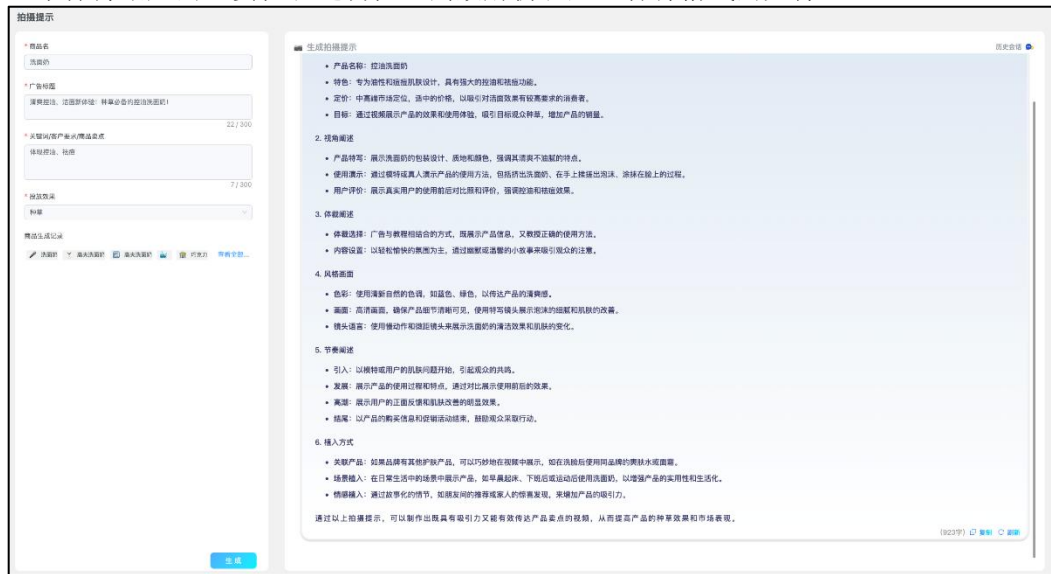 拍摄提示
* 商品名
洗面奶
* 广告标题
清爽控油，洁面新体验：种草必备的控油洗面奶！
22 / 300
* 关键词/客户要求/商品卖点
体现控油、祛痘
7 / 300
* 投放效果
种草
商品生成记录
洗面奶
查看全部...
生成
生成拍摄提示
历史会话
• 产品名称：控油洗面奶
• 特色：专为油性和痘痘肌肤设计，具有强大的控油和祛痘功能。
• 定价：中高端市场定位，适中的价格，以吸引对洁面效果有较高要求的消费者。
• 目标：通过视频展示产品的效果和使用体验，吸引目标观众种草，增加产品的销量。
2. 视角阐述
• 产品特写：展示洗面奶的包装设计、质地和颜色，强调其清爽不油腻的特点。
• 使用演示：通过模特或真人演示产品的使用方法，包括挤出洗面奶、在手上揉搓出泡沫、涂抹在脸上的过程。
• 用户评价：展示真实用户的使用前后对比照和评价，强调控油和祛痘效果。
3. 体裁阐述
• 体裁选择：广告与教程相结合的方式，既展示产品信息，又教授正确的使用方法。
• 内容设置：以轻松愉快的氛围为主，通过幽默或温馨的小故事来吸引观众的注意。
4. 风格画面
• 色彩：使用清新自然的色调，如蓝色、绿色，以传达产品的清爽感。
• 画面：高清画面，确保产品细节清晰可见，使用特写镜头展示泡沫的细腻和肌肤的改善。
• 镜头语言：使用慢动作和微距镜头来展示洗面奶的清洁效果和肌肤的变化。
5. 节奏阐述
• 引入：以模特或用户的肌肤问题开始，引起观众的共鸣。
• 发展：展示产品的使用过程和特点，通过对比展示使用前后的效果。
• 高潮：展示用户的正面反馈和肌肤改善的明显效果。
• 结尾：以产品的购买信息和促销活动结束，鼓励观众采取行动。
6. 植入方式
• 关联产品：如果品牌有其他护肤产品，可以巧妙地在视频中展示，如在洗脸后使用同品牌的爽肤水或面霜。
• 场景植入：在日常生活中的场景中展示产品，如早晨起床、下班后或运动后使用洗面奶，以增强产品的实用性和生活化。
• 情感植入：通过故事化的情节，如朋友间的推荐或家人的惊喜发现，来增加产品的吸引力。
通过以上拍摄提示，可以制作出既具有吸引力又能有效传达产品卖点的视频，从而提高产品的种草效果和市场表现。
(923字) 复制 刷新